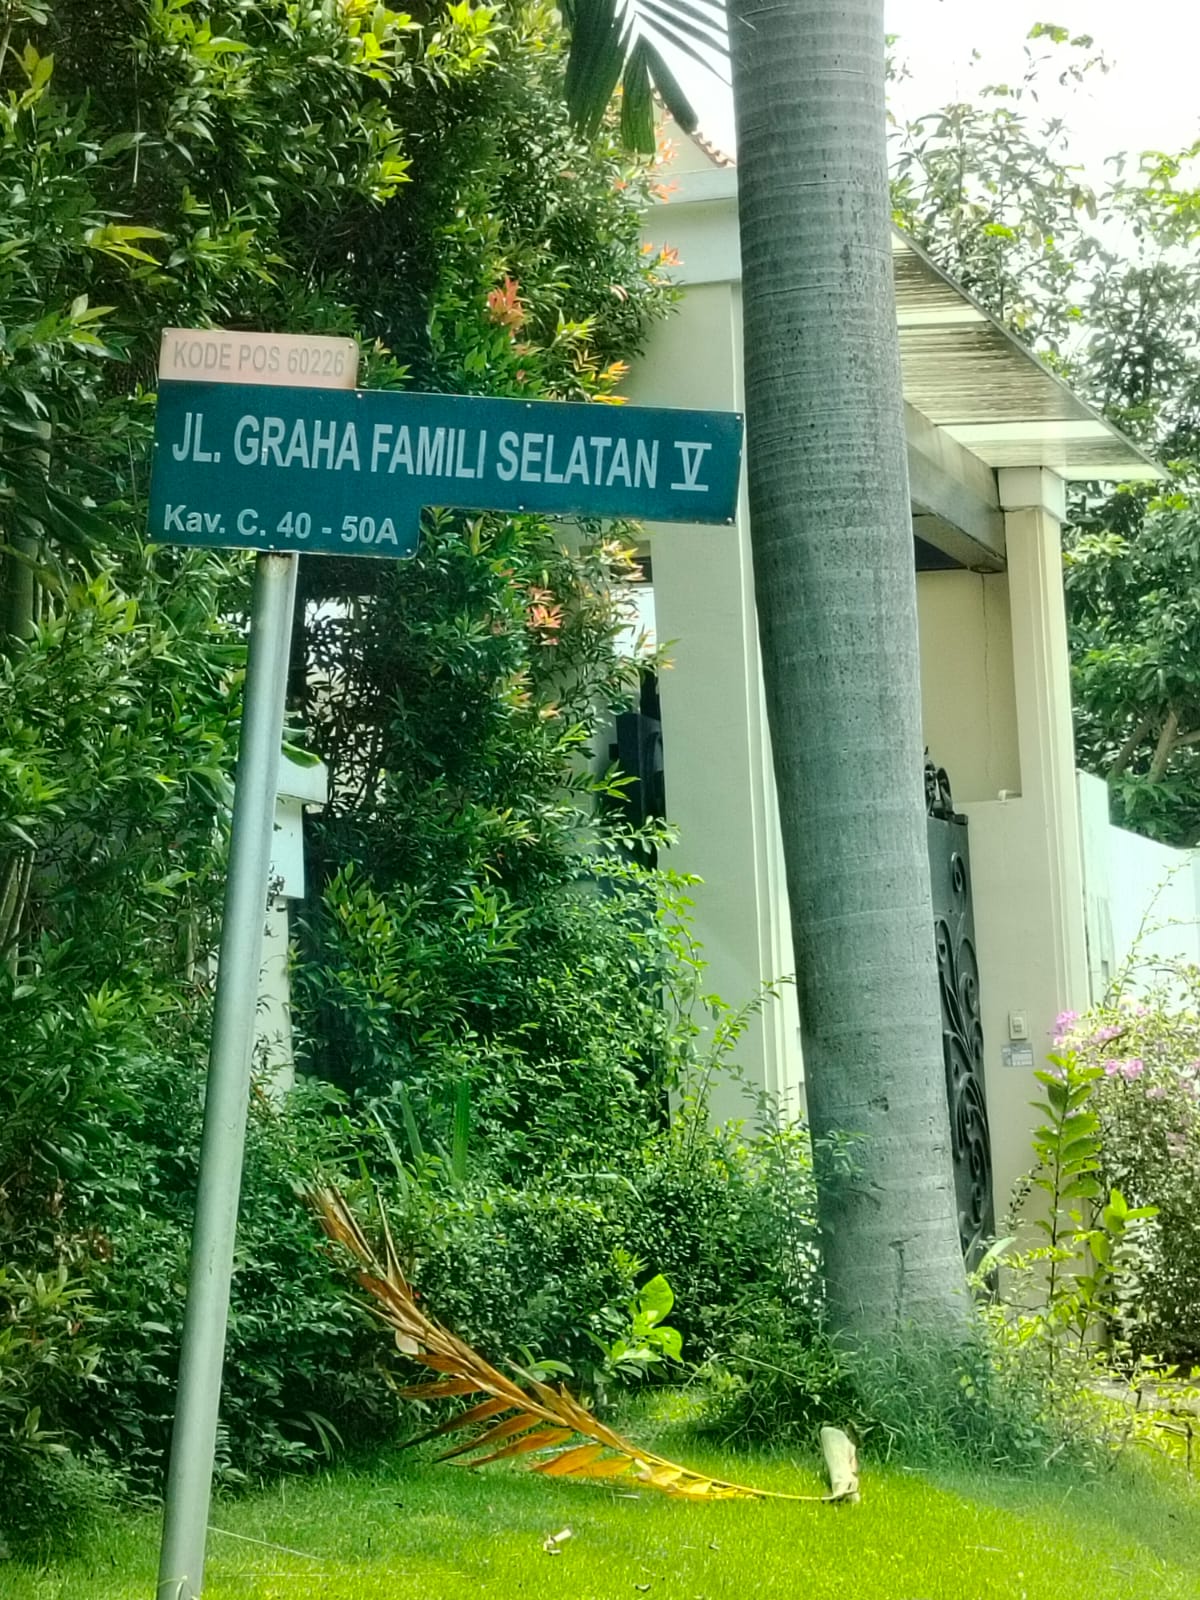 KODE POS 60226
JL. GRAHA FAMILI SELATAN V
Kav. C. 40 - 50A